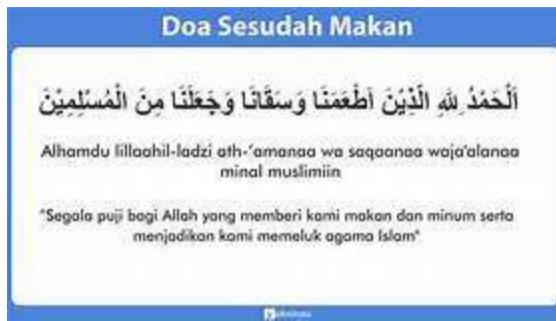 Doa Sesudah Makan
اَلْحَمْدُ لِلهِ الَّذِيْنَ اَطْعَمَنَا وَسَقَانَا وَجَعَلَنَا مِنَ الْمُسْلِمِيْنَ
Alhamdu lillaahil-ladzi ath-'amanaa wa saqaanaa waja'alanaa
minal muslimiin
"Segala puji bagi Allah yang memberi kami makan dan minum serta
menjadikan kami memeluk agama Islam"